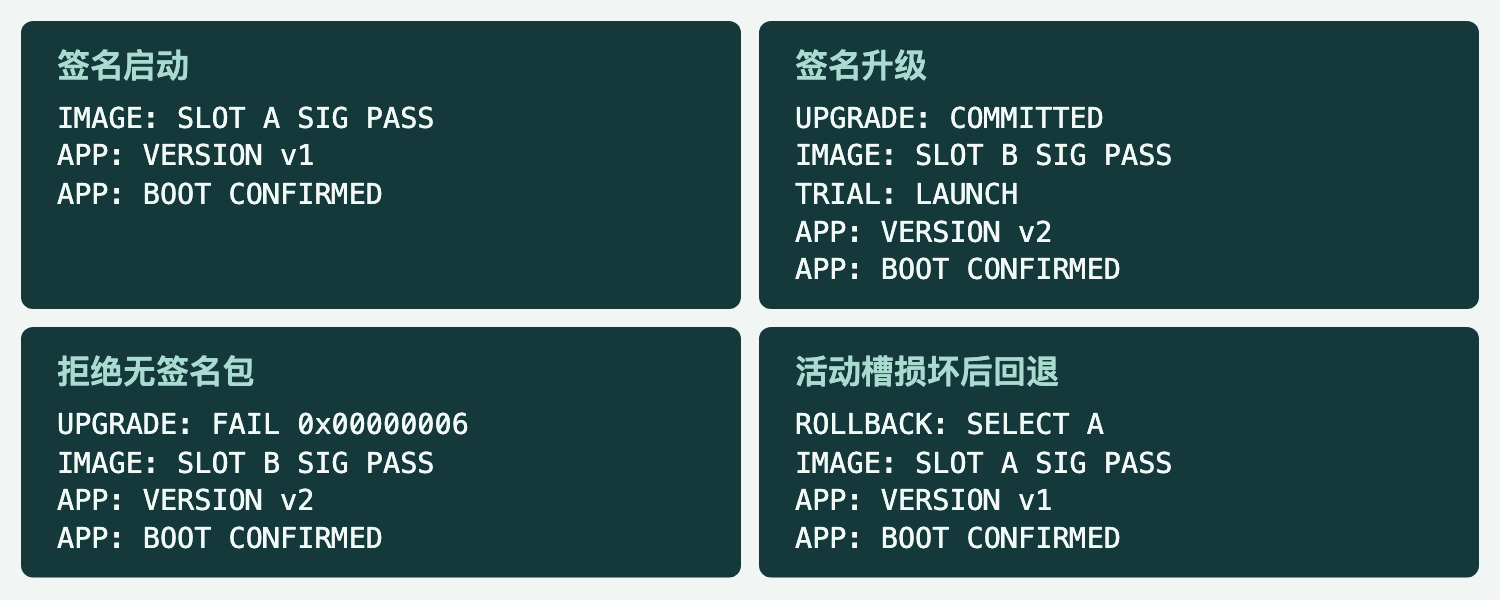 签名启动
IMAGE: SLOT A SIG PASS
APP: VERSION v1
APP: BOOT CONFIRMED
签名升级
UPGRADE: COMMITTED
IMAGE: SLOT B SIG PASS
TRIAL: LAUNCH
APP: VERSION v2
APP: BOOT CONFIRMED
拒绝无签名包
UPGRADE: FAIL 0x00000006
IMAGE: SLOT B SIG PASS
APP: VERSION v2
APP: BOOT CONFIRMED
活动槽损坏后回退
ROLLBACK: SELECT A
IMAGE: SLOT A SIG PASS
APP: VERSION v1
APP: BOOT CONFIRMED